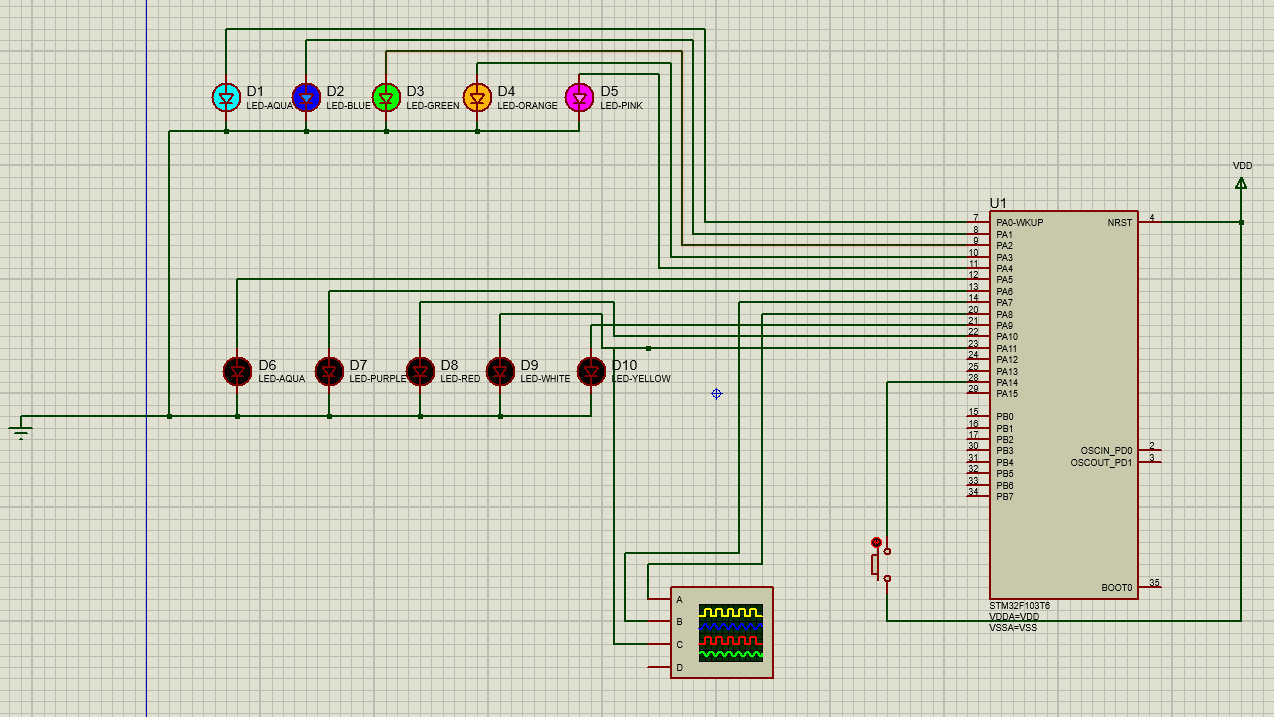 D1
LED-AQUA
D2
LED-BLUE
D3
LED-GREEN
D4
LED-ORANGE
D5
LED-PINK
VDD
U1
7 PA0-WKUP NRST 4
8 PA1
9 PA2
10 PA3
11 PA4
12 PA5
13 PA6
14 PA7
20 PA8
21 PA9
22 PA10
23 PA11
24 PA12
25 PA13
28 PA14
29 PA15
15 PB0
16 PB1
17 PB2
30 PB3 OSCIN_PD0 2
31 PB4 OSCOUT_PD1 3
32 PB5
33 PB6
34 PB7
BOOT0 35
STM32F103T6
VDDA=VDD
VSSA=VSS
D6
LED-AQUA
D7
LED-PURPLE
D8
LED-RED
D9
LED-WHITE
D10
LED-YELLOW
A
B
C
D